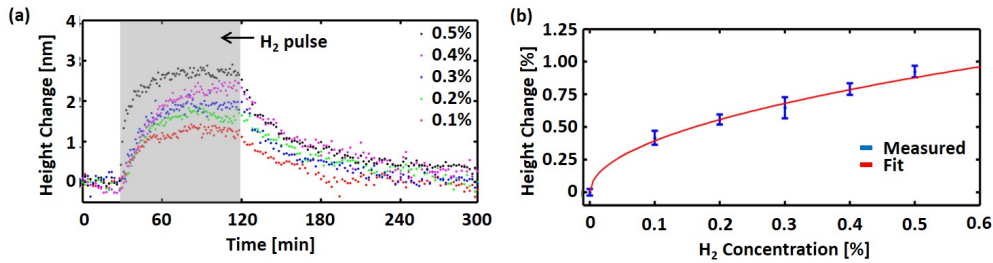 (a)
Height Change [nm]
4
3
2
1
0
0 60 120 180 240 300
Time [min]
H2 pulse
0.5%
0.4%
0.3%
0.2%
0.1%
(b)
Height Change [%]
1.25
1.00
0.75
0.50
0.25
0
0 0.1 0.2 0.3 0.4 0.5 0.6
H2 Concentration [%]
Measured
Fit